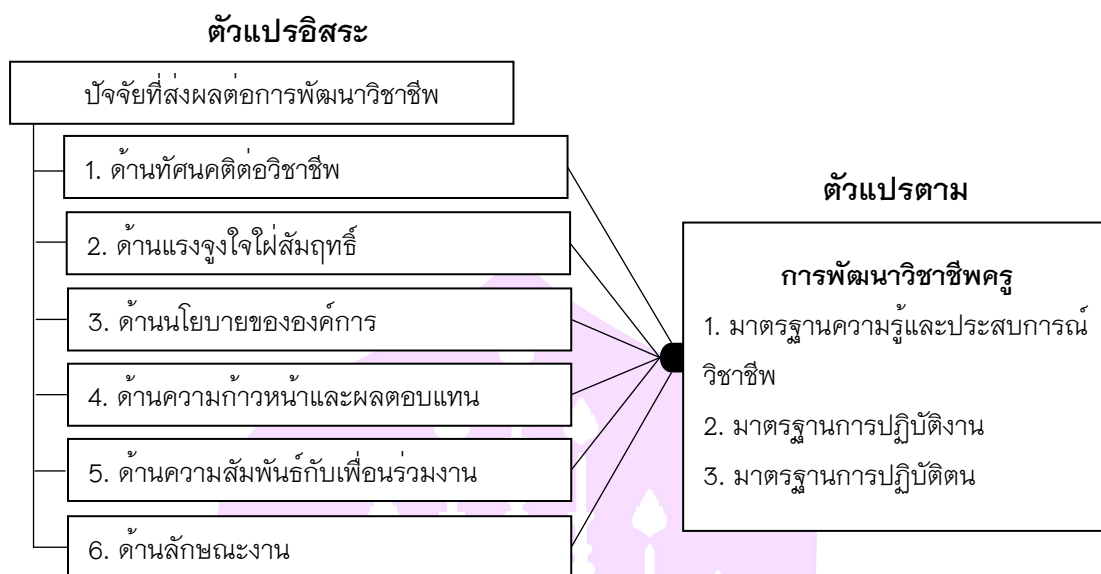 ตัวแปรอิสระ
ปัจจัยที่ส่งผลต่อการพัฒนาวิชาชีพ
1. ด้านทัศนคติต่อวิชาชีพ
2. ด้านแรงจูงใจใฝ่สัมฤทธิ์
3. ด้านนโยบายขององค์การ
4. ด้านความก้าวหน้าและผลตอบแทน
5. ด้านความสัมพันธ์กับเพื่อนร่วมงาน
6. ด้านลักษณะงาน
ตัวแปรตาม
การพัฒนาวิชาชีพครู
1. มาตรฐานความรู้และประสบการณ์
วิชาชีพ
2. มาตรฐานการปฏิบัติงาน
3. มาตรฐานการปฏิบัติตน